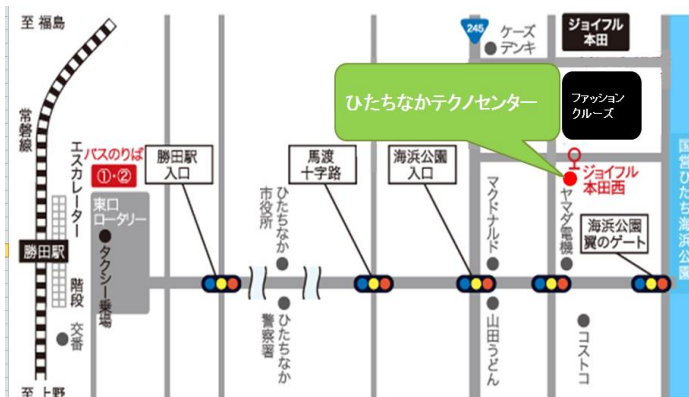 至 福島
常磐線
エスカレーター
バスのりば
①・②
東口
ロータリー
タクシー乗場
勝田駅
階段
交番
至 上野
勝田駅
入口
ひたちなか
市役所
ひたちなか
警察署
馬渡
十字路
海浜公園
入口
245
ケーズ
デンキ
ジョイフル
本田
ひたちなかテクノセンター
ファッション
クルーズ
ジョイフル
本田西
マクドナルド
ヤマダ電機
海浜公園
翼のゲート
山田うどん
コストコ
国営ひたち海浜公園